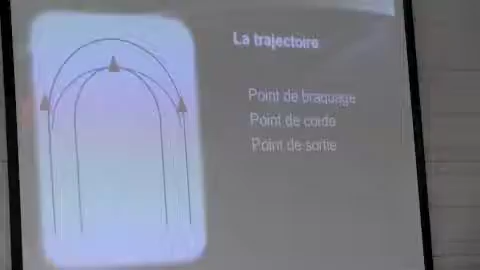 La trajectoire
Point de braquage
Point de corde
Point de sortie